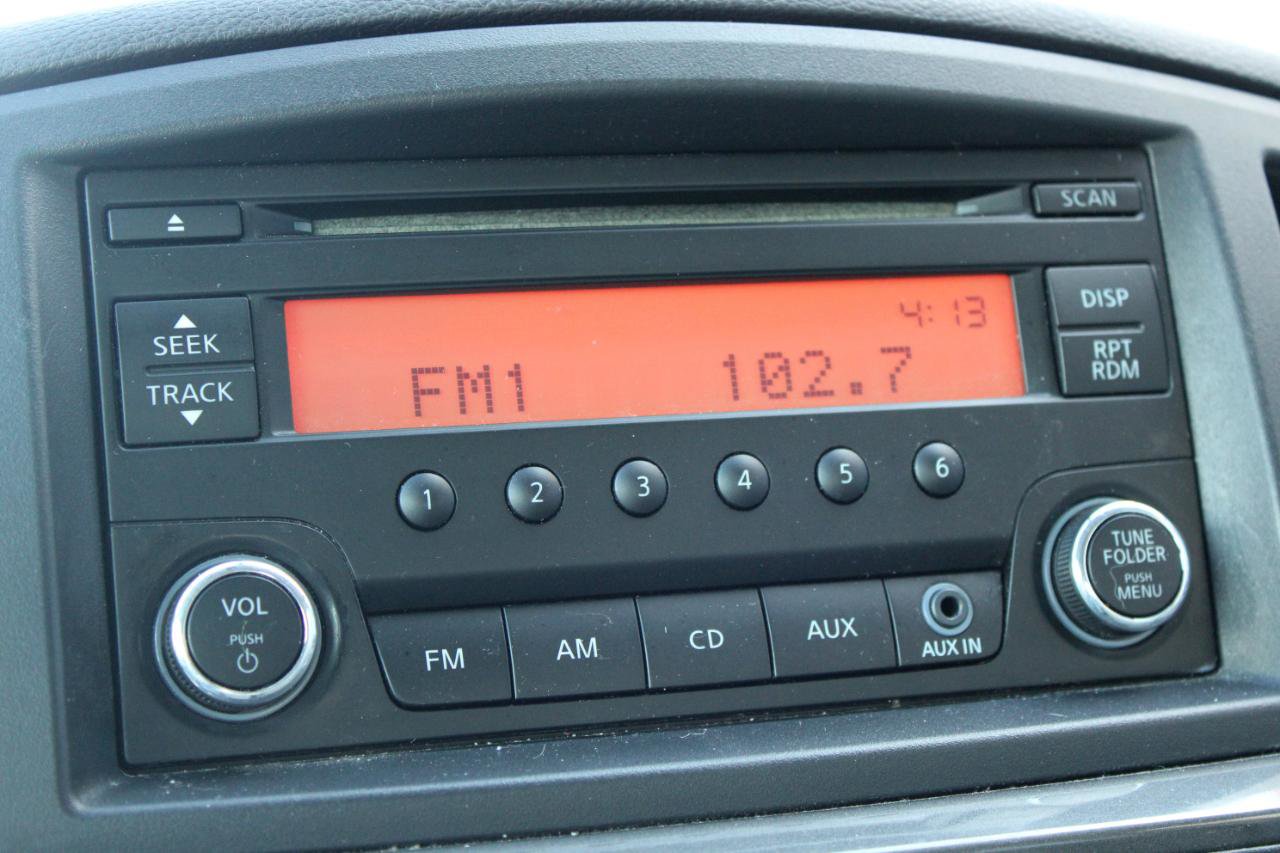 SCAN
SEEK
TRACK
4:13
FM1 102.7
DISP
RPT
RDM
1 2 3 4 5 6
VOL
PUSH
FM AM CD AUX
AUX IN
TUNE
FOLDER
PUSH
MENU